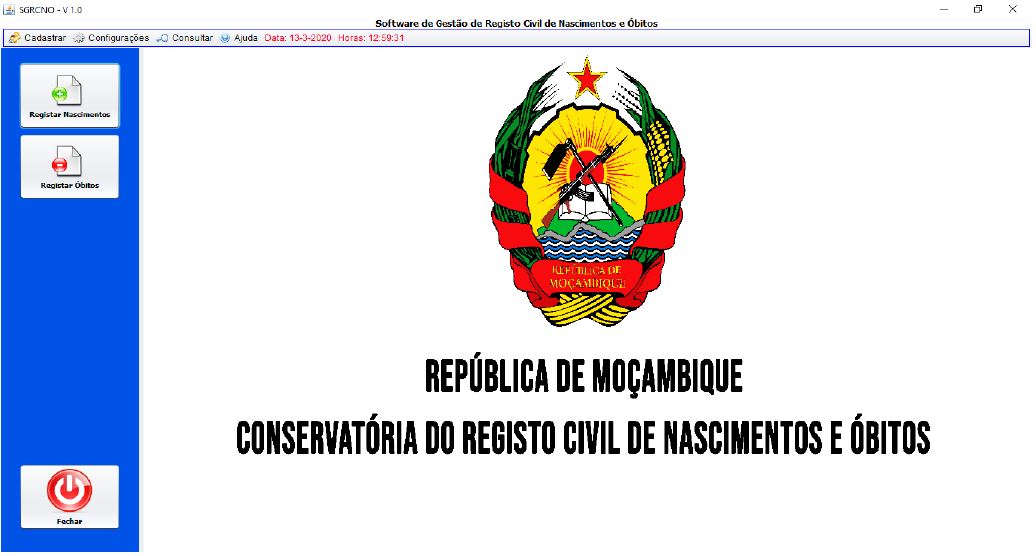 SGRCNO - V 1.0
Software de Gestão de Registo Civil de Nascimentos e Óbitos
Cadastrar Configurações Consultar Ajuda Data: 13-3-2020 Horas: 12:59:31
Registar Nascimentos
Registar Óbitos
REPÚBLICA DE
MOÇAMBIQUE
REPÚBLICA DE MOÇAMBIQUE
CONSERVATÓRIA DO REGISTO CIVIL DE NASCIMENTOS E ÓBITOS
Fechar